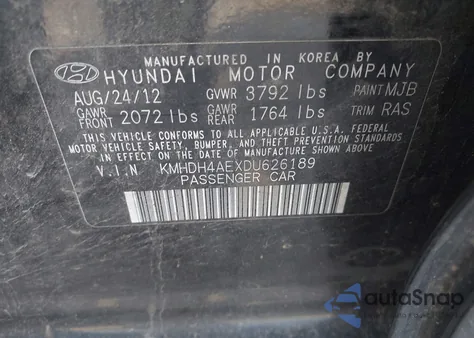 MANUFACTURED IN KOREA BY
HYUNDAI MOTOR COMPANY
AUG/24/12 GVWR 3792 lbs PAINT MJB
GAWR FRONT 2072 lbs GAWR REAR 1764 lbs TRIM RAS
THIS VEHICLE CONFORMS TO ALL APPLICABLE U.S.A. FEDERAL
MOTOR VEHICLE SAFETY, BUMPER, AND THEFT PREVENTION STANDARDS
IN EFFECT ON THE DATE OF MANUFACTURE SHOWN ABOVE.
V.I.N. KMHDH4AEXDU626189
PASSENGER CAR
autoSnap